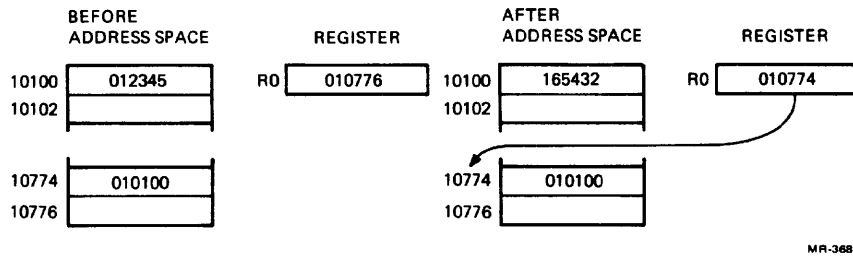 BEFORE AFTER
ADDRESS SPACE REGISTER ADDRESS SPACE REGISTER
10100 012345 R0 010776 10100 165432 R0 010774
10102 10102
10774 010100 10774 010100
10776 10776
MR-368